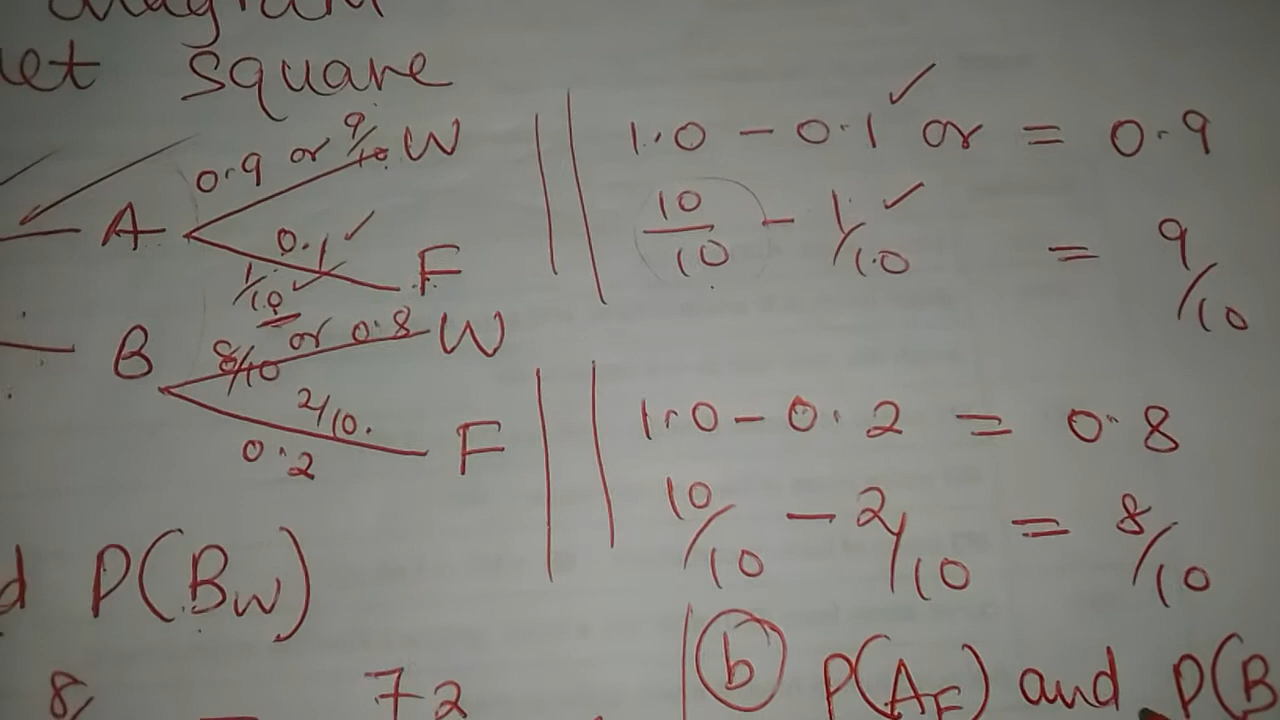 diagram
square
0.9 or 9/10 W
A
0.1
1/10 F
1.0 - 0.1 or = 0.9
10/10 - 1/10 = 9/10
B 8/10 or 0.8 W
2/10.
0.2 F
1.0 - 0.2 = 0.8
10/10 - 2/10 = 8/10
P(BW)
8/ = 72
b P(AF) and P(B